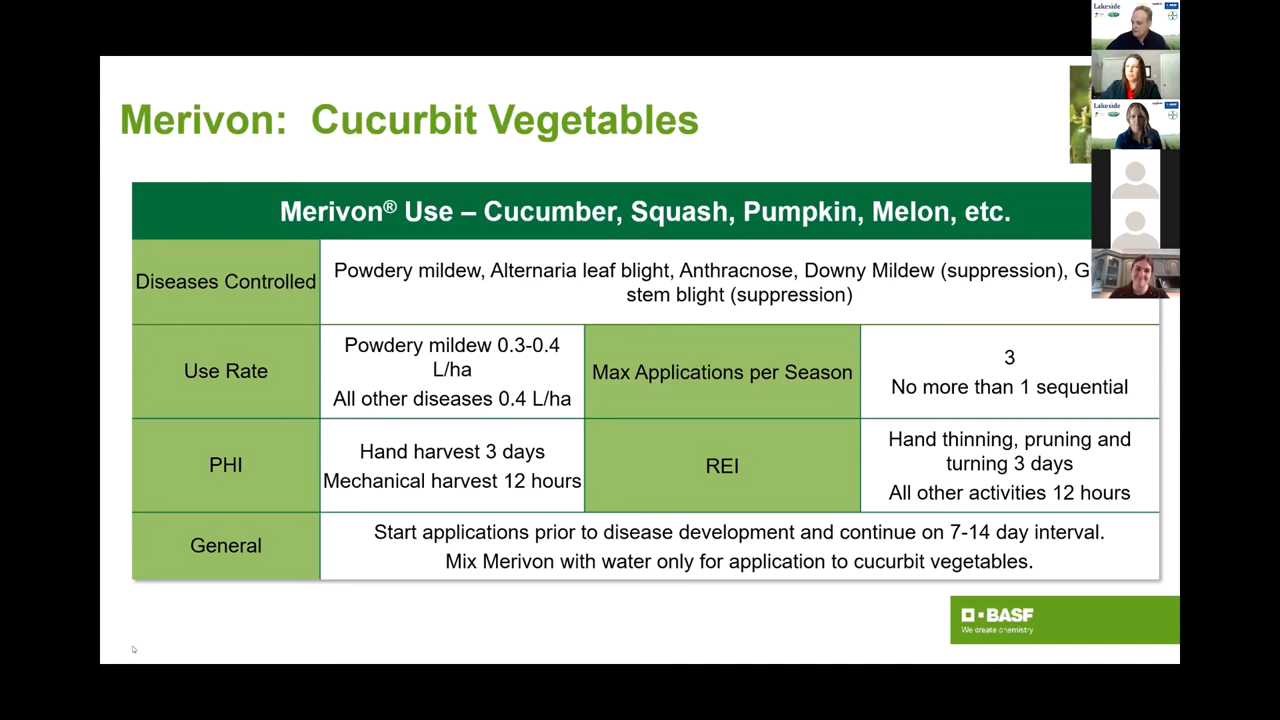 Lakeside
BASF
Merivon: Cucurbit Vegetables
Lakeside
BASF
Merivon® Use – Cucumber, Squash, Pumpkin, Melon, etc.
Diseases Controlled
Powdery mildew, Alternaria leaf blight, Anthracnose, Downy Mildew (suppression), G
stem blight (suppression)
Use Rate
Powdery mildew 0.3-0.4
L/ha
All other diseases 0.4 L/ha
Max Applications per Season
3
No more than 1 sequential
PHI
Hand harvest 3 days
Mechanical harvest 12 hours
REI
Hand thinning, pruning and
turning 3 days
All other activities 12 hours
General
Start applications prior to disease development and continue on 7-14 day interval.
Mix Merivon with water only for application to cucurbit vegetables.
BASF
We create chemistry